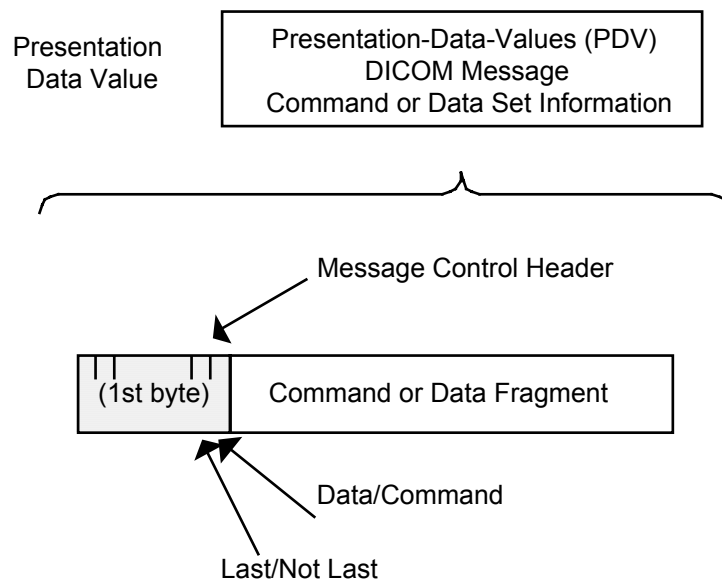 Presentation
Data Value
Presentation-Data-Values (PDV)
DICOM Message
Command or Data Set Information
Message Control Header
(1st byte)
Command or Data Fragment
Data/Command
Last/Not Last